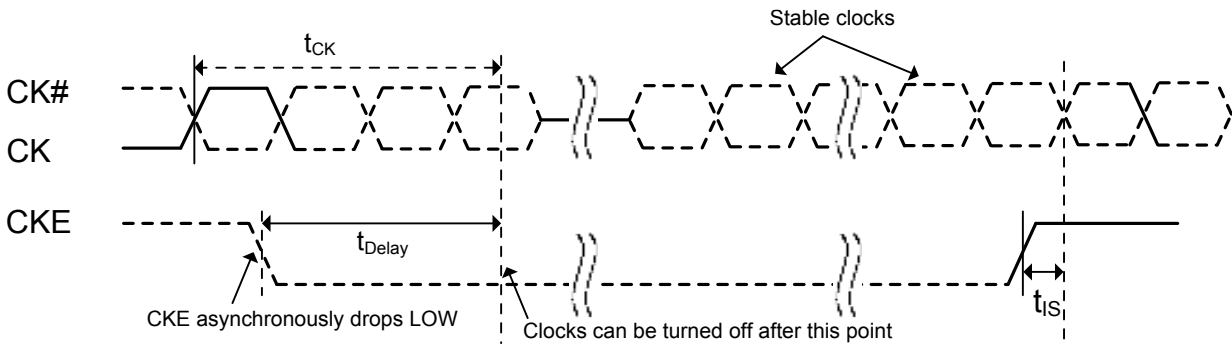 Stable clocks
tCK
CK#
CK
CKE
tDelay
tIS
CKE asynchronously drops LOW
Clocks can be turned off after this point